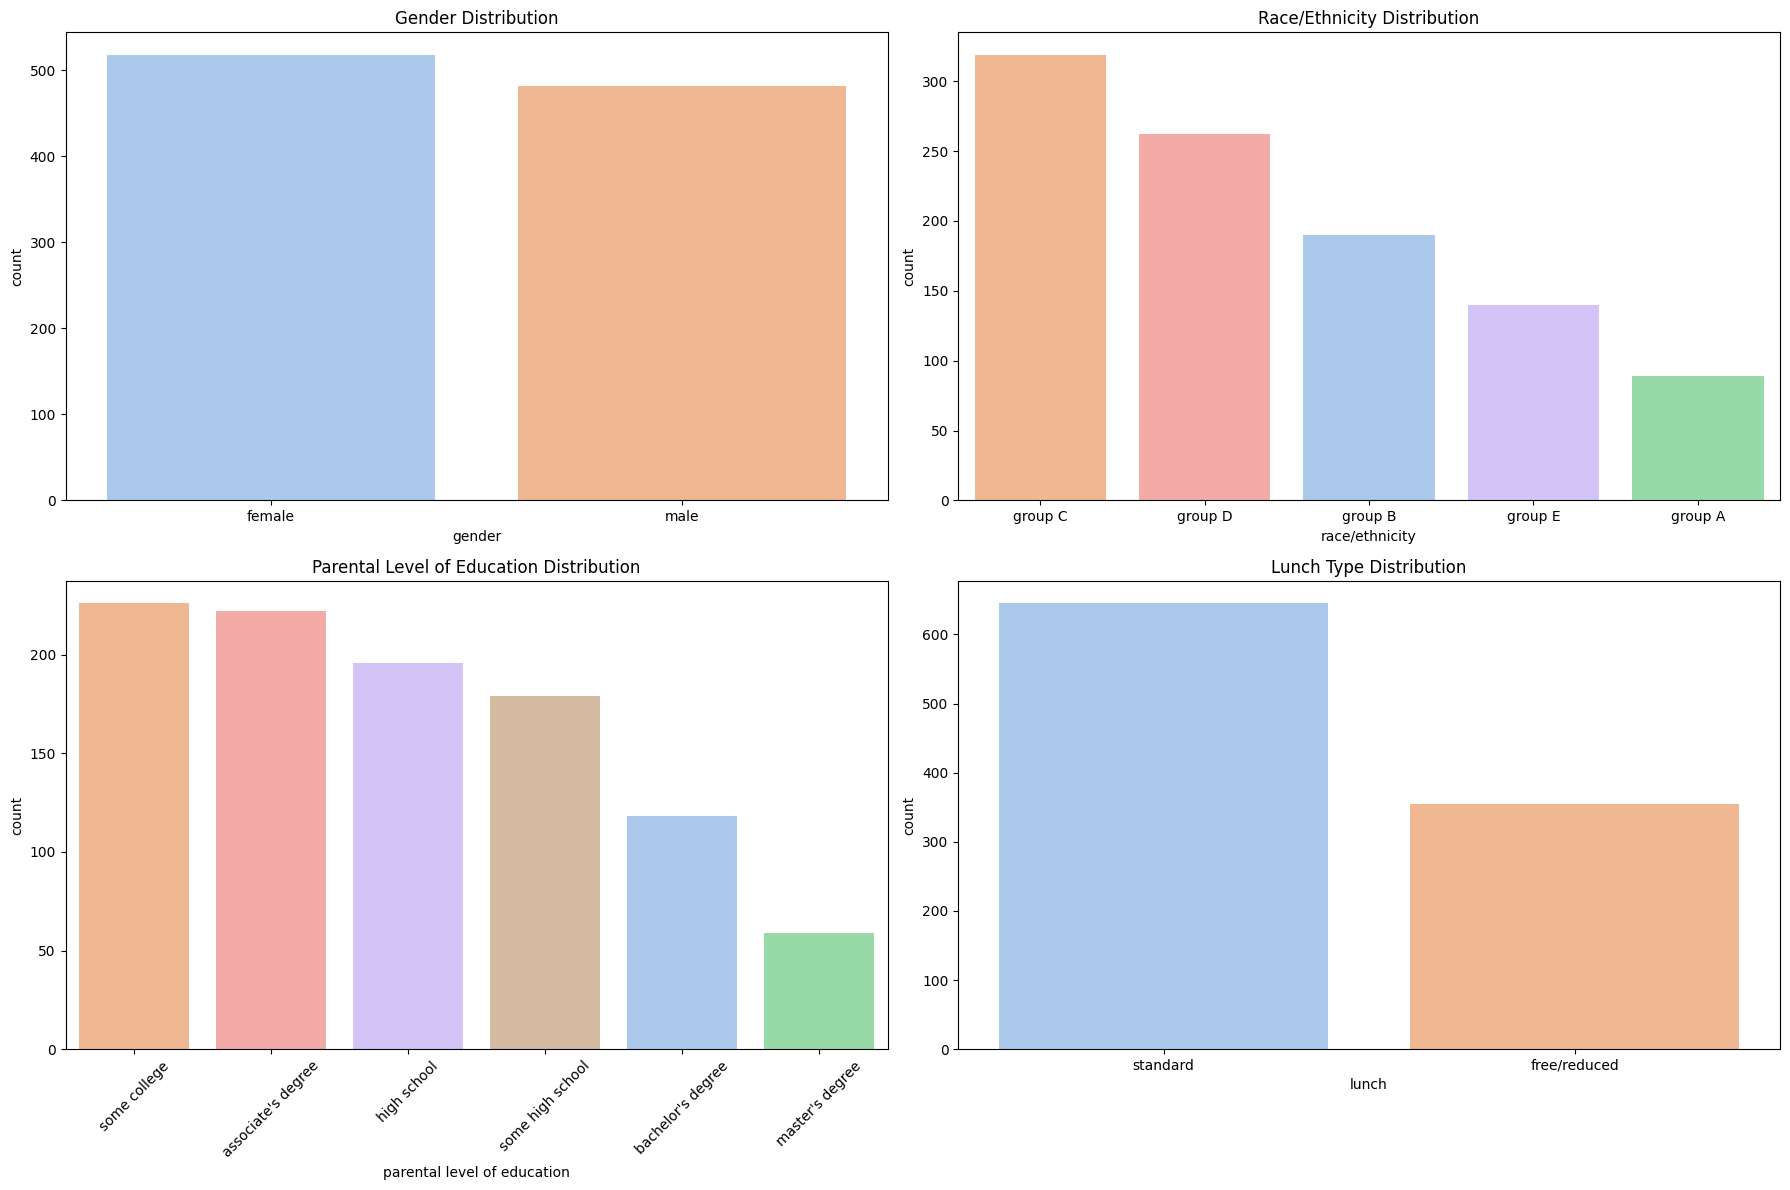 Gender Distribution
500
400
300
200
100
0
count
female male
gender
Race/Ethnicity Distribution
300
250
200
150
100
50
0
count
group C group D group B group E group A
race/ethnicity
Parental Level of Education Distribution
200
150
100
50
0
count
some college
associate's degree
high school
some high school
bachelor's degree
master's degree
parental level of education
Lunch Type Distribution
600
500
400
300
200
100
0
count
standard free/reduced
lunch